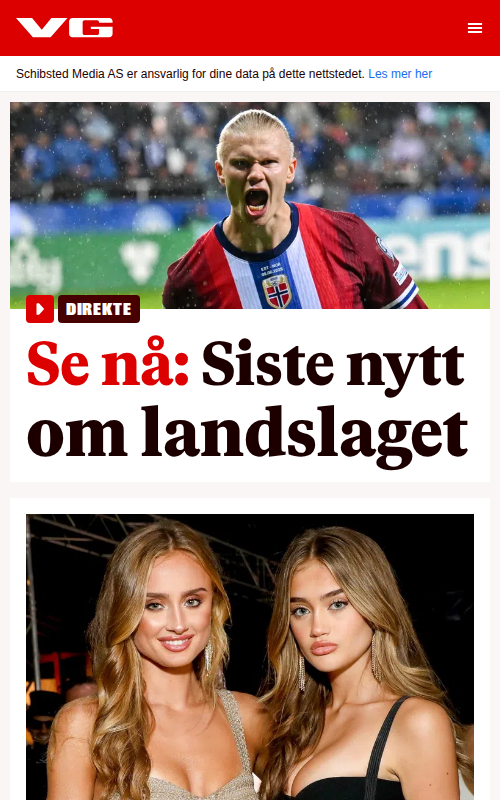 VG
Schibsted Media AS er ansvarlig for dine data på dette nettstedet. Les mer her
DIREKTE
Se nå: Siste nytt
om landslaget